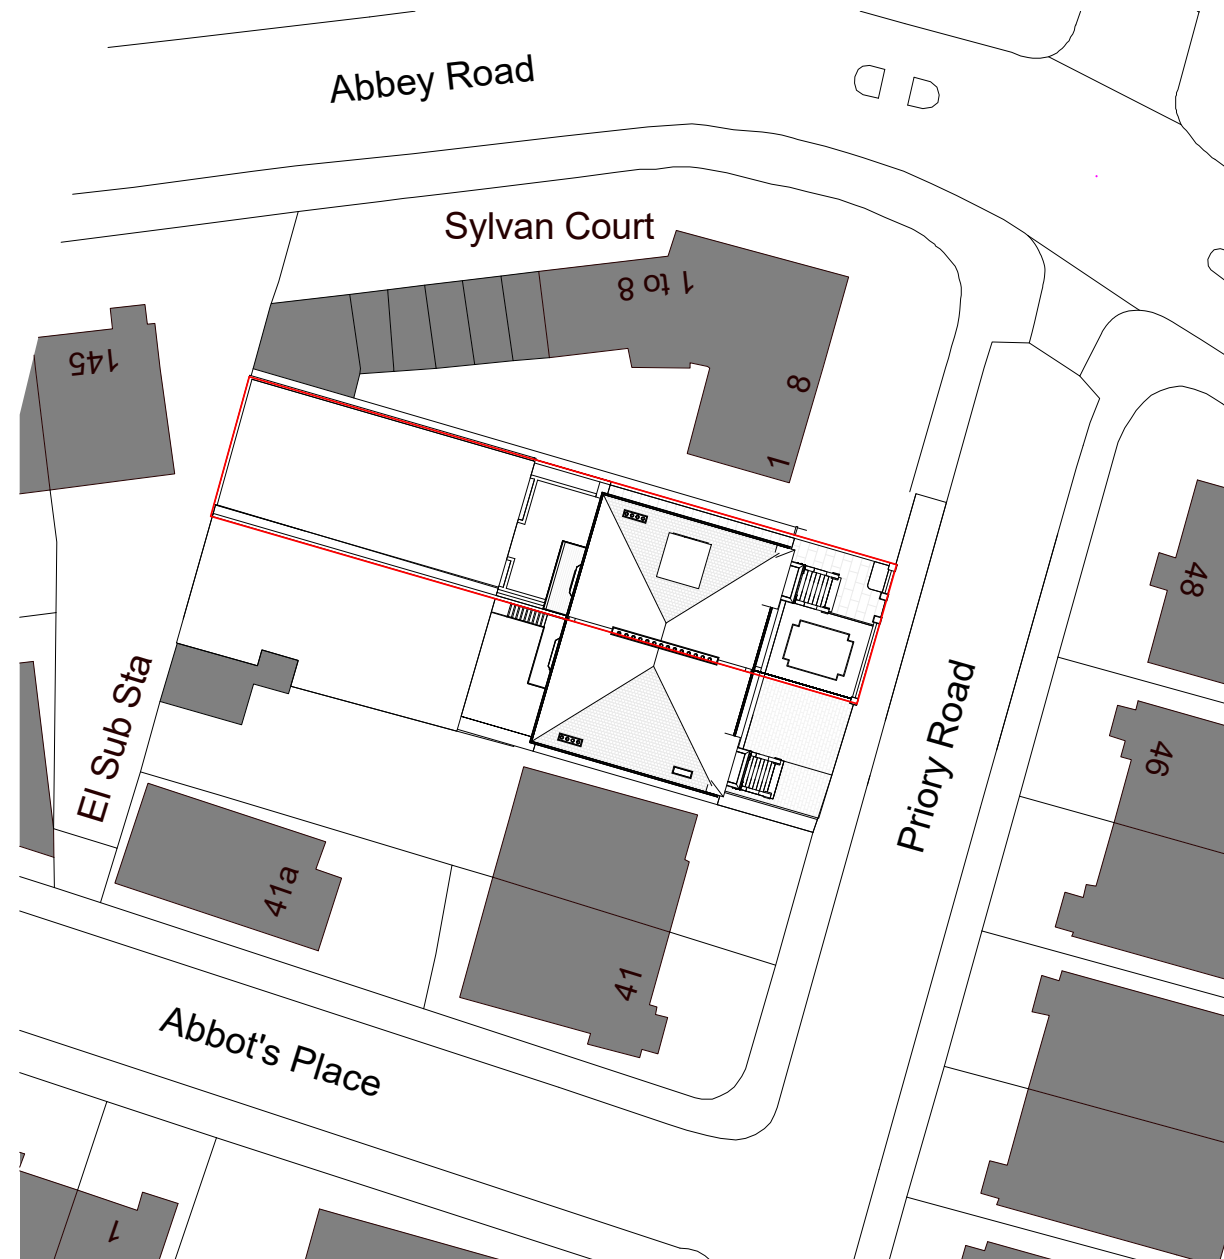 Abbey Road
Sylvan Court
1 to 8
145
8
1
48
El Sub Sta
Priory Road
46
41a
41
Abbot's Place
1